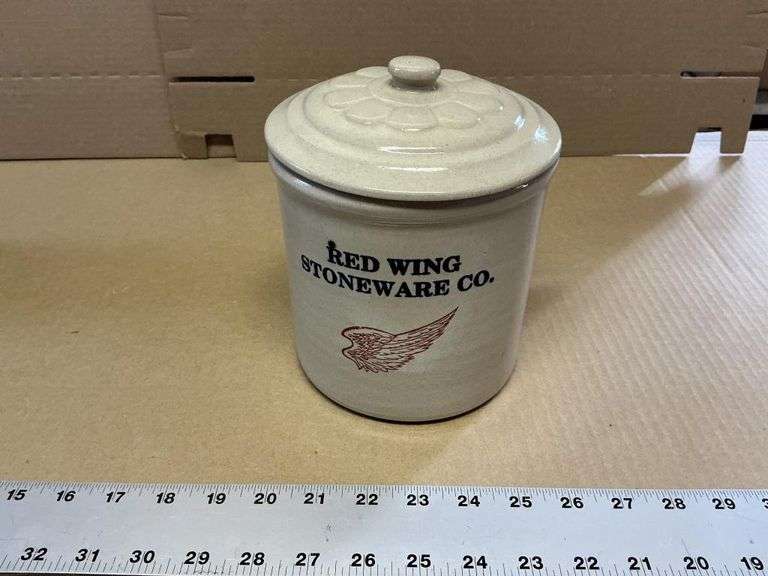 RED WING
STONEWARE CO.
15 16 17 18 19 20 21 22 23 24 25 26 27 28 29
32 31 30 29 28 27 26 25 24 23 22 21 20 19